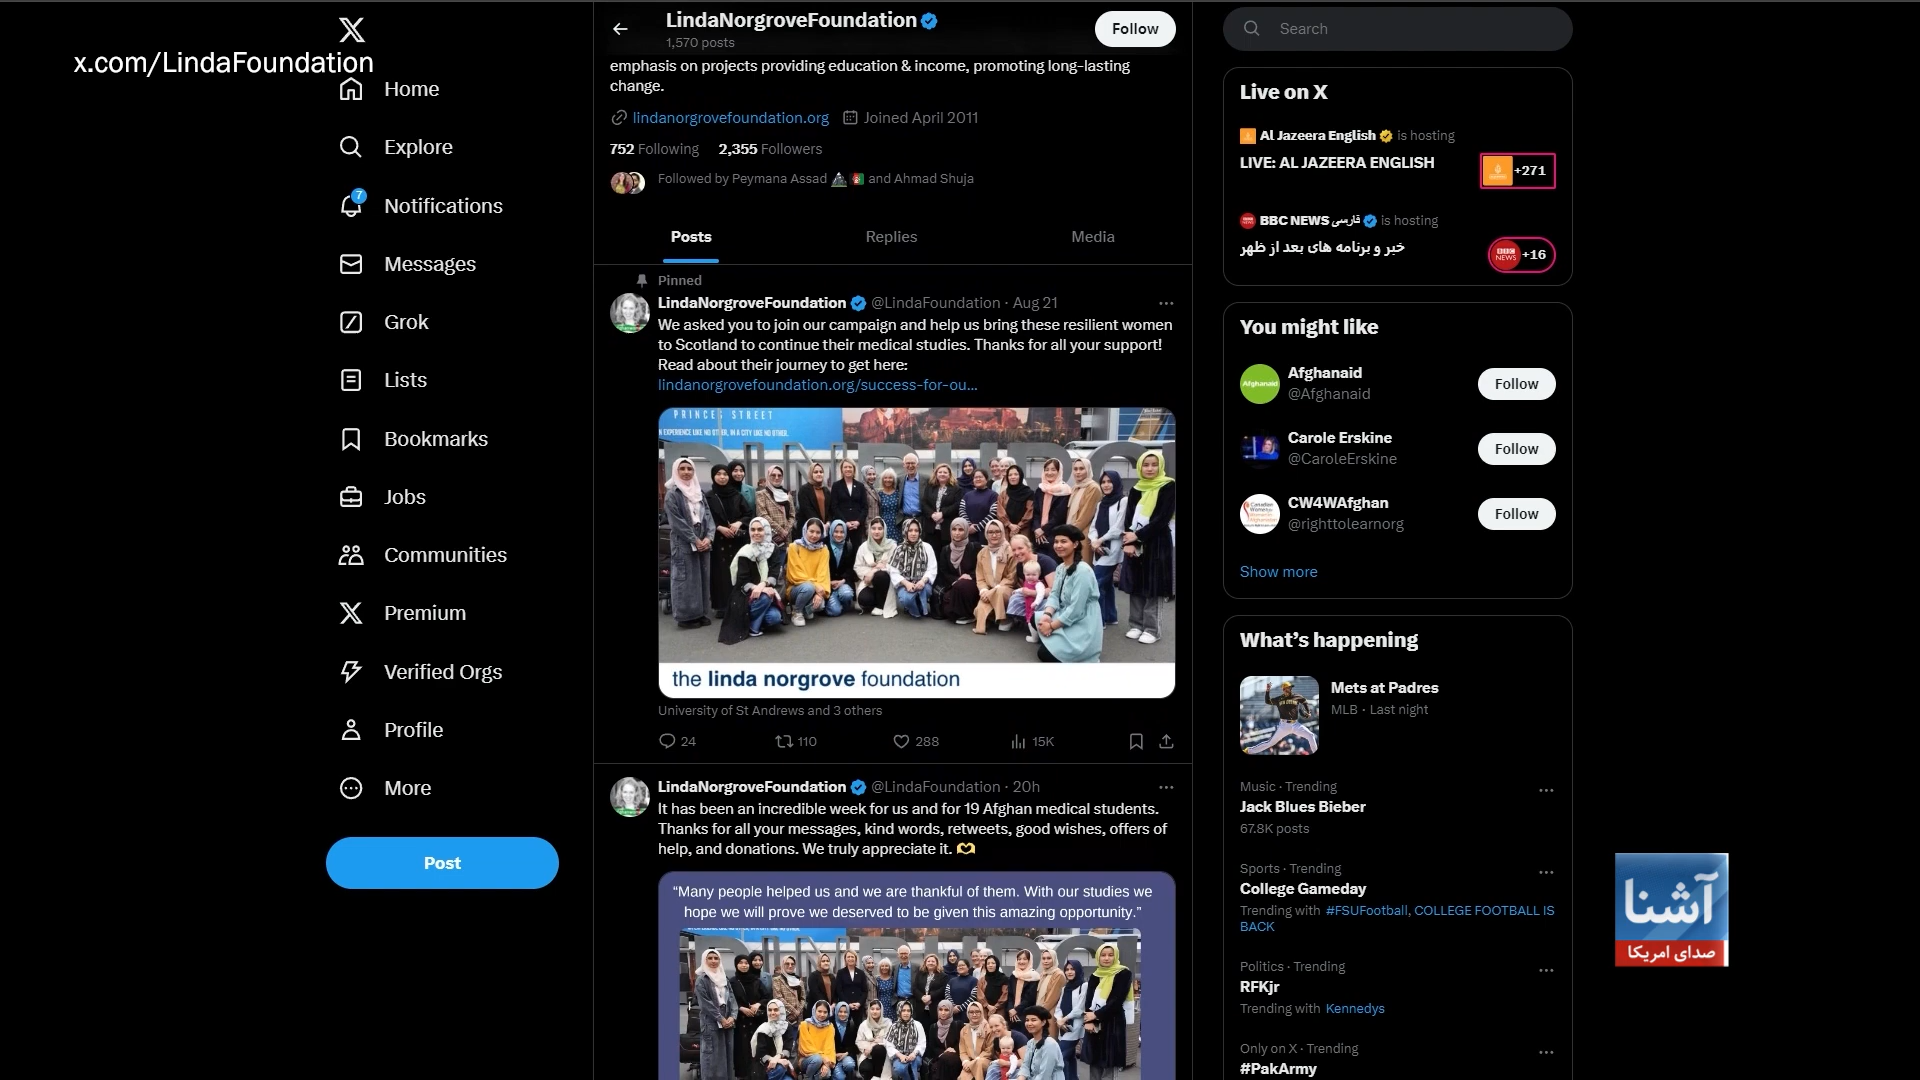 x.com/LindaFoundation
Home
Explore
7
Notifications
Messages
Grok
Lists
Bookmarks
Jobs
Communities
Premium
Verified Orgs
Profile
More
Post
LindaNorgroveFoundation
1,570 posts
Follow
emphasis on projects providing education & income, promoting long-lasting
change.
lindanorgrovefoundation.org Joined April 2011
752 Following 2,355 Followers
Followed by Peymana Assad and Ahmad Shuja
Posts Replies Media
Pinned
LindaNorgroveFoundation @LindaFoundation · Aug 21
We asked you to join our campaign and help us bring these resilient women
to Scotland to continue their medical studies. Thanks for all your support!
Read about their journey to get here:
lindanorgrovefoundation.org/success-for-ou...
PRINCES STREET
the linda norgrove foundation
University of St Andrews and 3 others
24 110 288 15K
LindaNorgroveFoundation @LindaFoundation · 20h
It has been an incredible week for us and for 19 Afghan medical students.
Thanks for all your messages, kind words, retweets, good wishes, offers of
help, and donations. We truly appreciate it.
“Many people helped us and we are thankful of them. With our studies we
hope we will prove we deserved to be given this amazing opportunity.”
Search
Live on X
Al Jazeera English is hosting
LIVE: AL JAZEERA ENGLISH
+271
BBC NEWS فارسی is hosting
خبر و برنامه های بعد از ظهر
BBC
NEWS
+16
You might like
Afghanaid
Afghanaid
@Afghanaid
Follow
Carole Erskine
@CaroleErskine
Follow
CW4WAfghan
@righttolearnorg
Follow
Show more
What’s happening
Mets at Padres
MLB · Last night
Music · Trending
Jack Blues Bieber
67.8K posts
Sports · Trending
College Gameday
Trending with #FSUFootball, COLLEGE FOOTBALL IS
BACK
Politics · Trending
RFKjr
Trending with Kennedys
Only on X · Trending
#PakArmy
آشنا
صدای امریکا